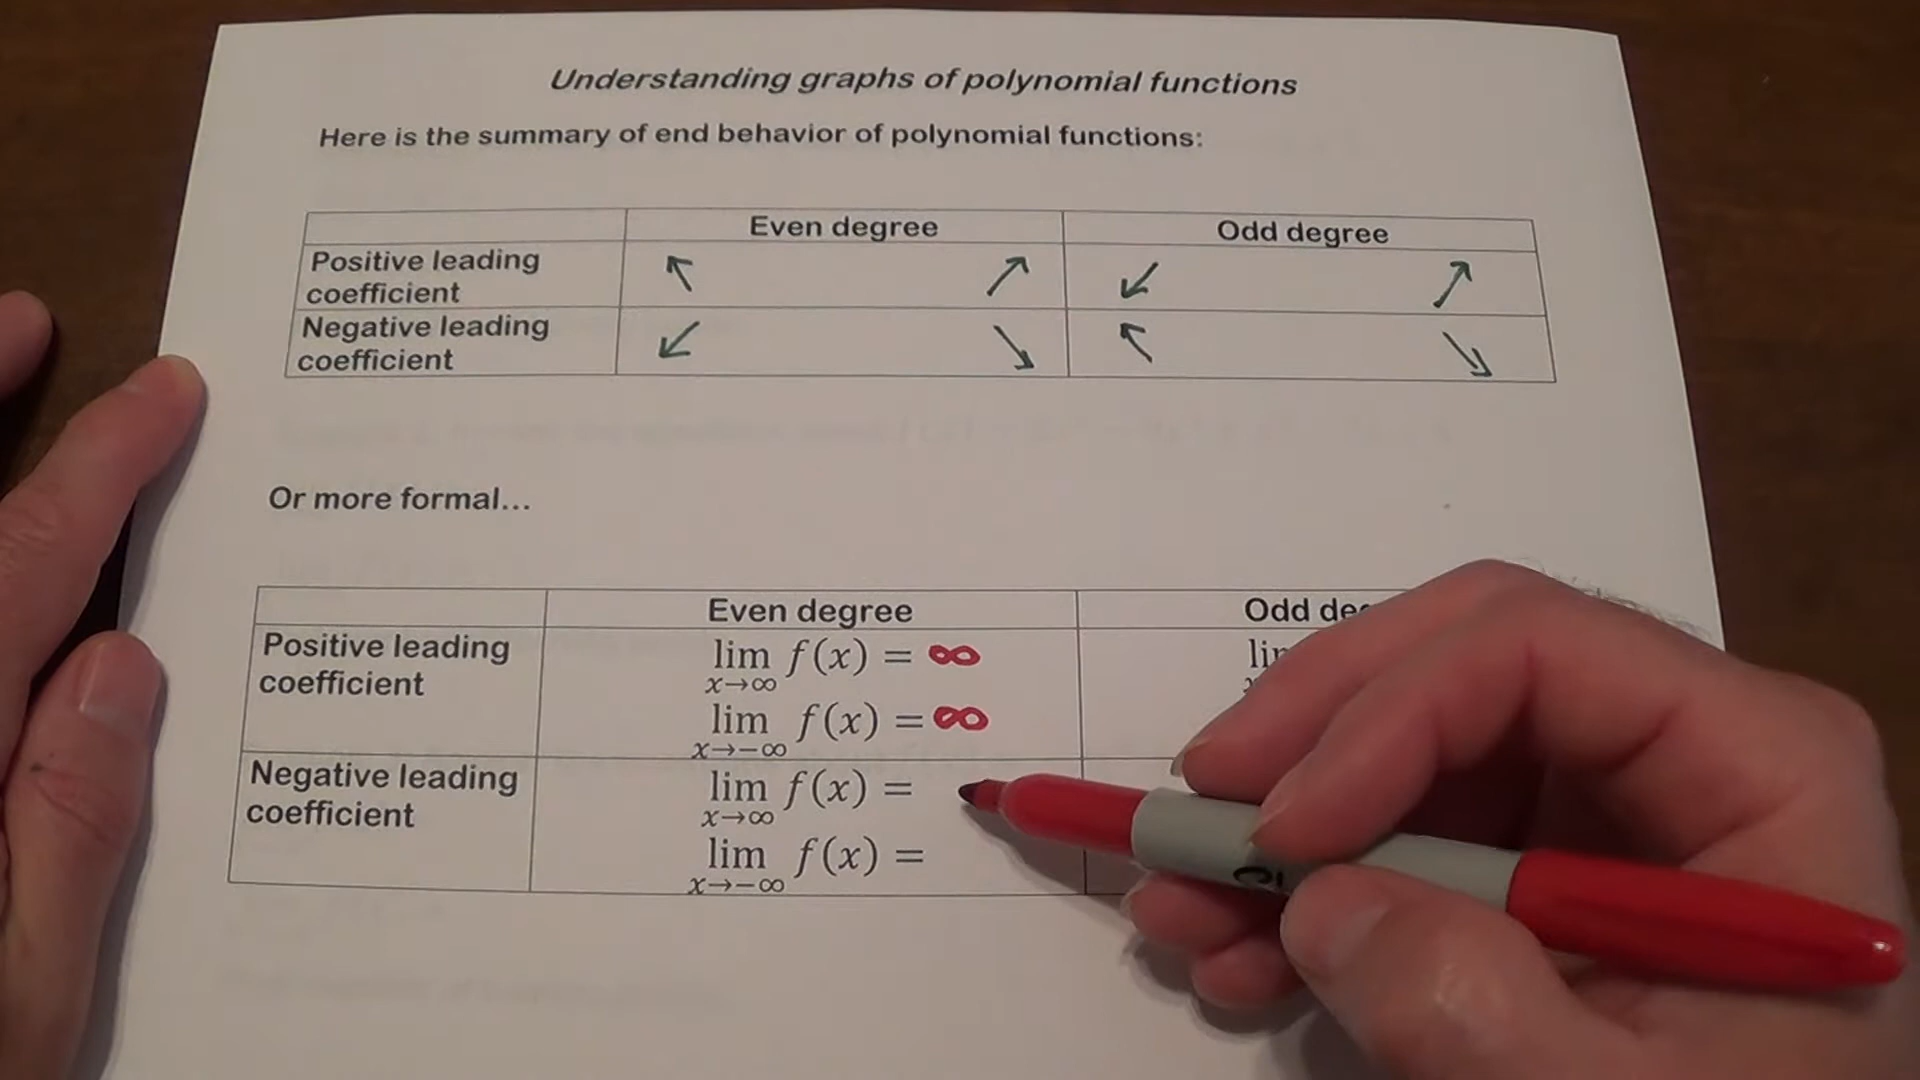 Understanding graphs of polynomial functions
Here is the summary of end behavior of polynomial functions:
Even degree
Odd degree
Positive leading
coefficient
Negative leading
coefficient
Or more formal...
Even degree
Odd
Positive leading
coefficient
lim f(x) = ∞
x→∞
lim f(x) = ∞
x→−∞
Negative leading
coefficient
lim f(x) =
x→∞
lim f(x) =
x→−∞